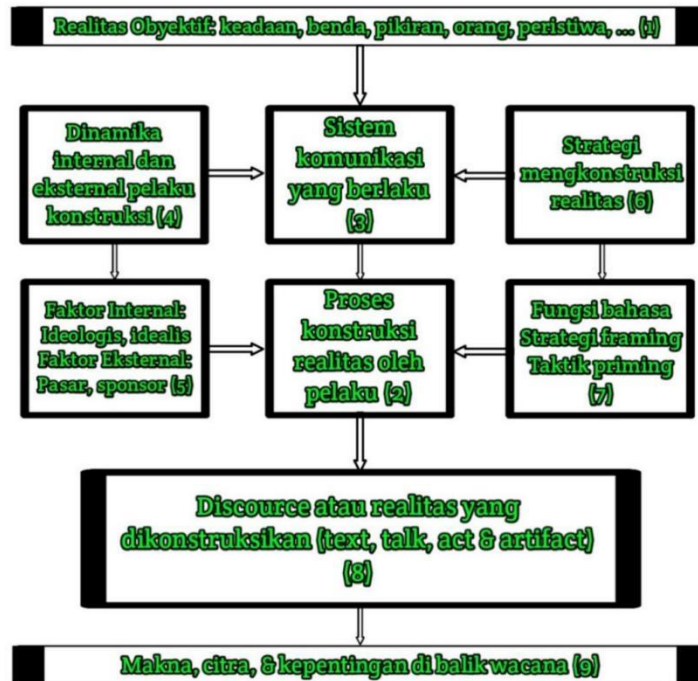 Realitas Obyektif: keadaan, benda, pikiran, orang, peristiwa, ... (1)
Dinamika
internal dan
eksternal pelaku
konstruksi (4)
Sistem
komunikasi
yang berlaku
(3)
Strategi
mengkonstruksi
realitas (6)
Faktor Internal:
Ideologis, idealis
Faktor Eksternal:
Pasar, sponsor (5)
Proses
konstruksi
realitas oleh
pelaku (2)
Fungsi bahasa
Strategi framing
Taktik priming
(7)
Discource atau realitas yang
dikonstruksikan (text, talk, act & artifact)
(8)
Makna, citra, & kepentingan di balik wacana (9)